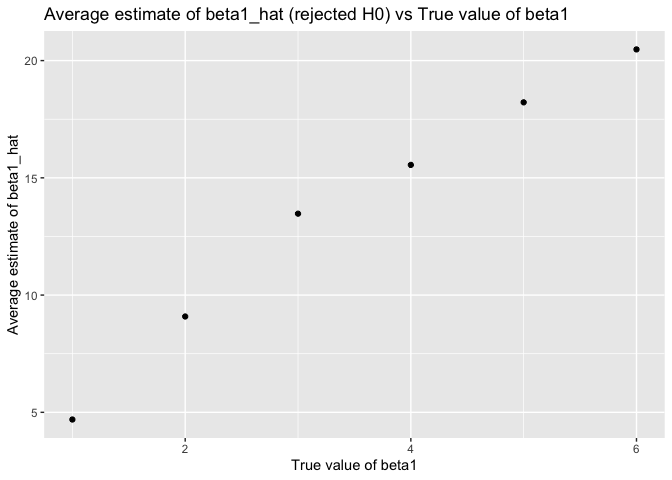 Average estimate of beta1_hat (rejected H0) vs True value of beta1
Average estimate of beta1_hat
20
15
10
5
2
4
6
True value of beta1